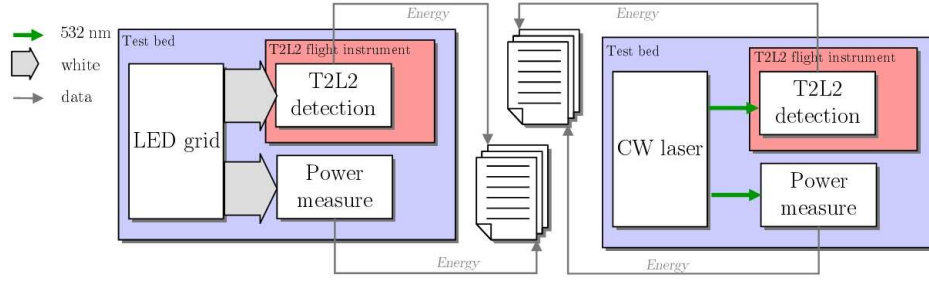 532 nm
white
data
Energy
Test bed
T2L2 flight instrument
T2L2
detection
LED grid
Power
measure
Energy
Energy
Test bed
T2L2 flight instrument
T2L2
detection
CW laser
Power
measure
Energy